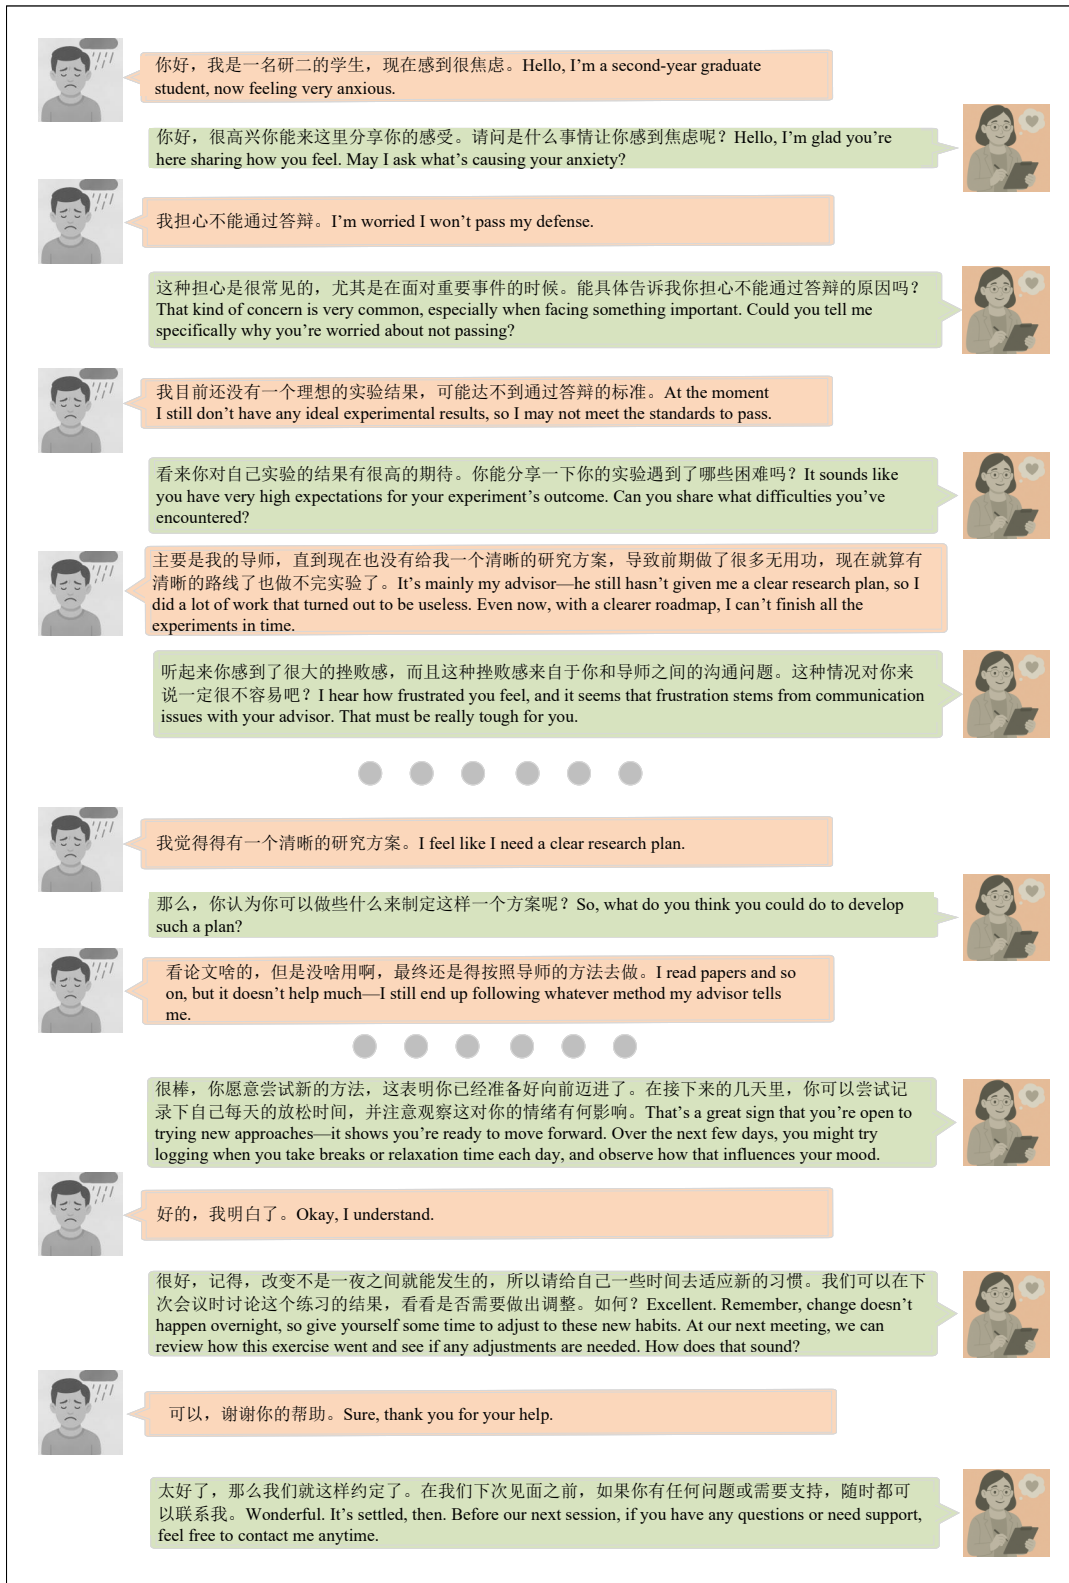 你好，我是一名研二的学生，现在感到很焦虑。Hello, I’m a second-year graduate
student, now feeling very anxious.
你好，很高兴你能来这里分享你的感受。请问是什么事情让你感到焦虑呢？Hello, I’m glad you’re
here sharing how you feel. May I ask what’s causing your anxiety?
我担心不能通过答辩。I’m worried I won’t pass my defense.
这种担心是很常见的，尤其是在面对重要事件的时候。能具体告诉我你担心不能通过答辩的原因吗？
That kind of concern is very common, especially when facing something important. Could you tell me
specifically why you’re worried about not passing?
我目前还没有一个理想的实验结果，可能达不到通过答辩的标准。At the moment
I still don’t have any ideal experimental results, so I may not meet the standards to pass.
看来你对自己实验的结果有很高的期待。你能分享一下你的实验遇到了哪些困难吗？It sounds like
you have very high expectations for your experiment’s outcome. Can you share what difficulties you’ve
encountered?
主要是我的导师，直到现在也没有给我一个清晰的研究方案，导致前期做了很多无用功，现在就算有
清晰的路线了也做不完实验了。It’s mainly my advisor—he still hasn’t given me a clear research plan, so I
did a lot of work that turned out to be useless. Even now, with a clearer roadmap, I can’t finish all the
experiments in time.
听起来你感到了很大的挫败感，而且这种挫败感来自于你和导师之间的沟通问题。这种情况对你来
说一定很不容易吧？I hear how frustrated you feel, and it seems that frustration stems from communication
issues with your advisor. That must be really tough for you.
我觉得得有一个清晰的研究方案。I feel like I need a clear research plan.
那么，你认为你可以做些什么来制定这样一个方案呢？So, what do you think you could do to develop
such a plan?
看论文啥的，但是没啥用啊，最终还是得按照导师的方法去做。I read papers and so
on, but it doesn’t help much—I still end up following whatever method my advisor tells
me.
很棒，你愿意尝试新的方法，这表明你已经准备好向前迈进了。在接下来的几天里，你可以尝试记
录下自己每天的放松时间，并注意观察这对你的情绪有何影响。That’s a great sign that you’re open to
trying new approaches—it shows you’re ready to move forward. Over the next few days, you might try
logging when you take breaks or relaxation time each day, and observe how that influences your mood.
好的，我明白了。Okay, I understand.
很好，记得，改变不是一夜之间就能发生的，所以请给自己一些时间去适应新的习惯。我们可以在下
次会议时讨论这个练习的结果，看看是否需要做出调整。如何？Excellent. Remember, change doesn’t
happen overnight, so give yourself some time to adjust to these new habits. At our next meeting, we can
review how this exercise went and see if any adjustments are needed. How does that sound?
可以，谢谢你的帮助。Sure, thank you for your help.
太好了，那么我们就这样约定了。在我们下次见面之前，如果你有任何问题或需要支持，随时都可
以联系我。Wonderful. It’s settled, then. Before our next session, if you have any questions or need support,
feel free to contact me anytime.